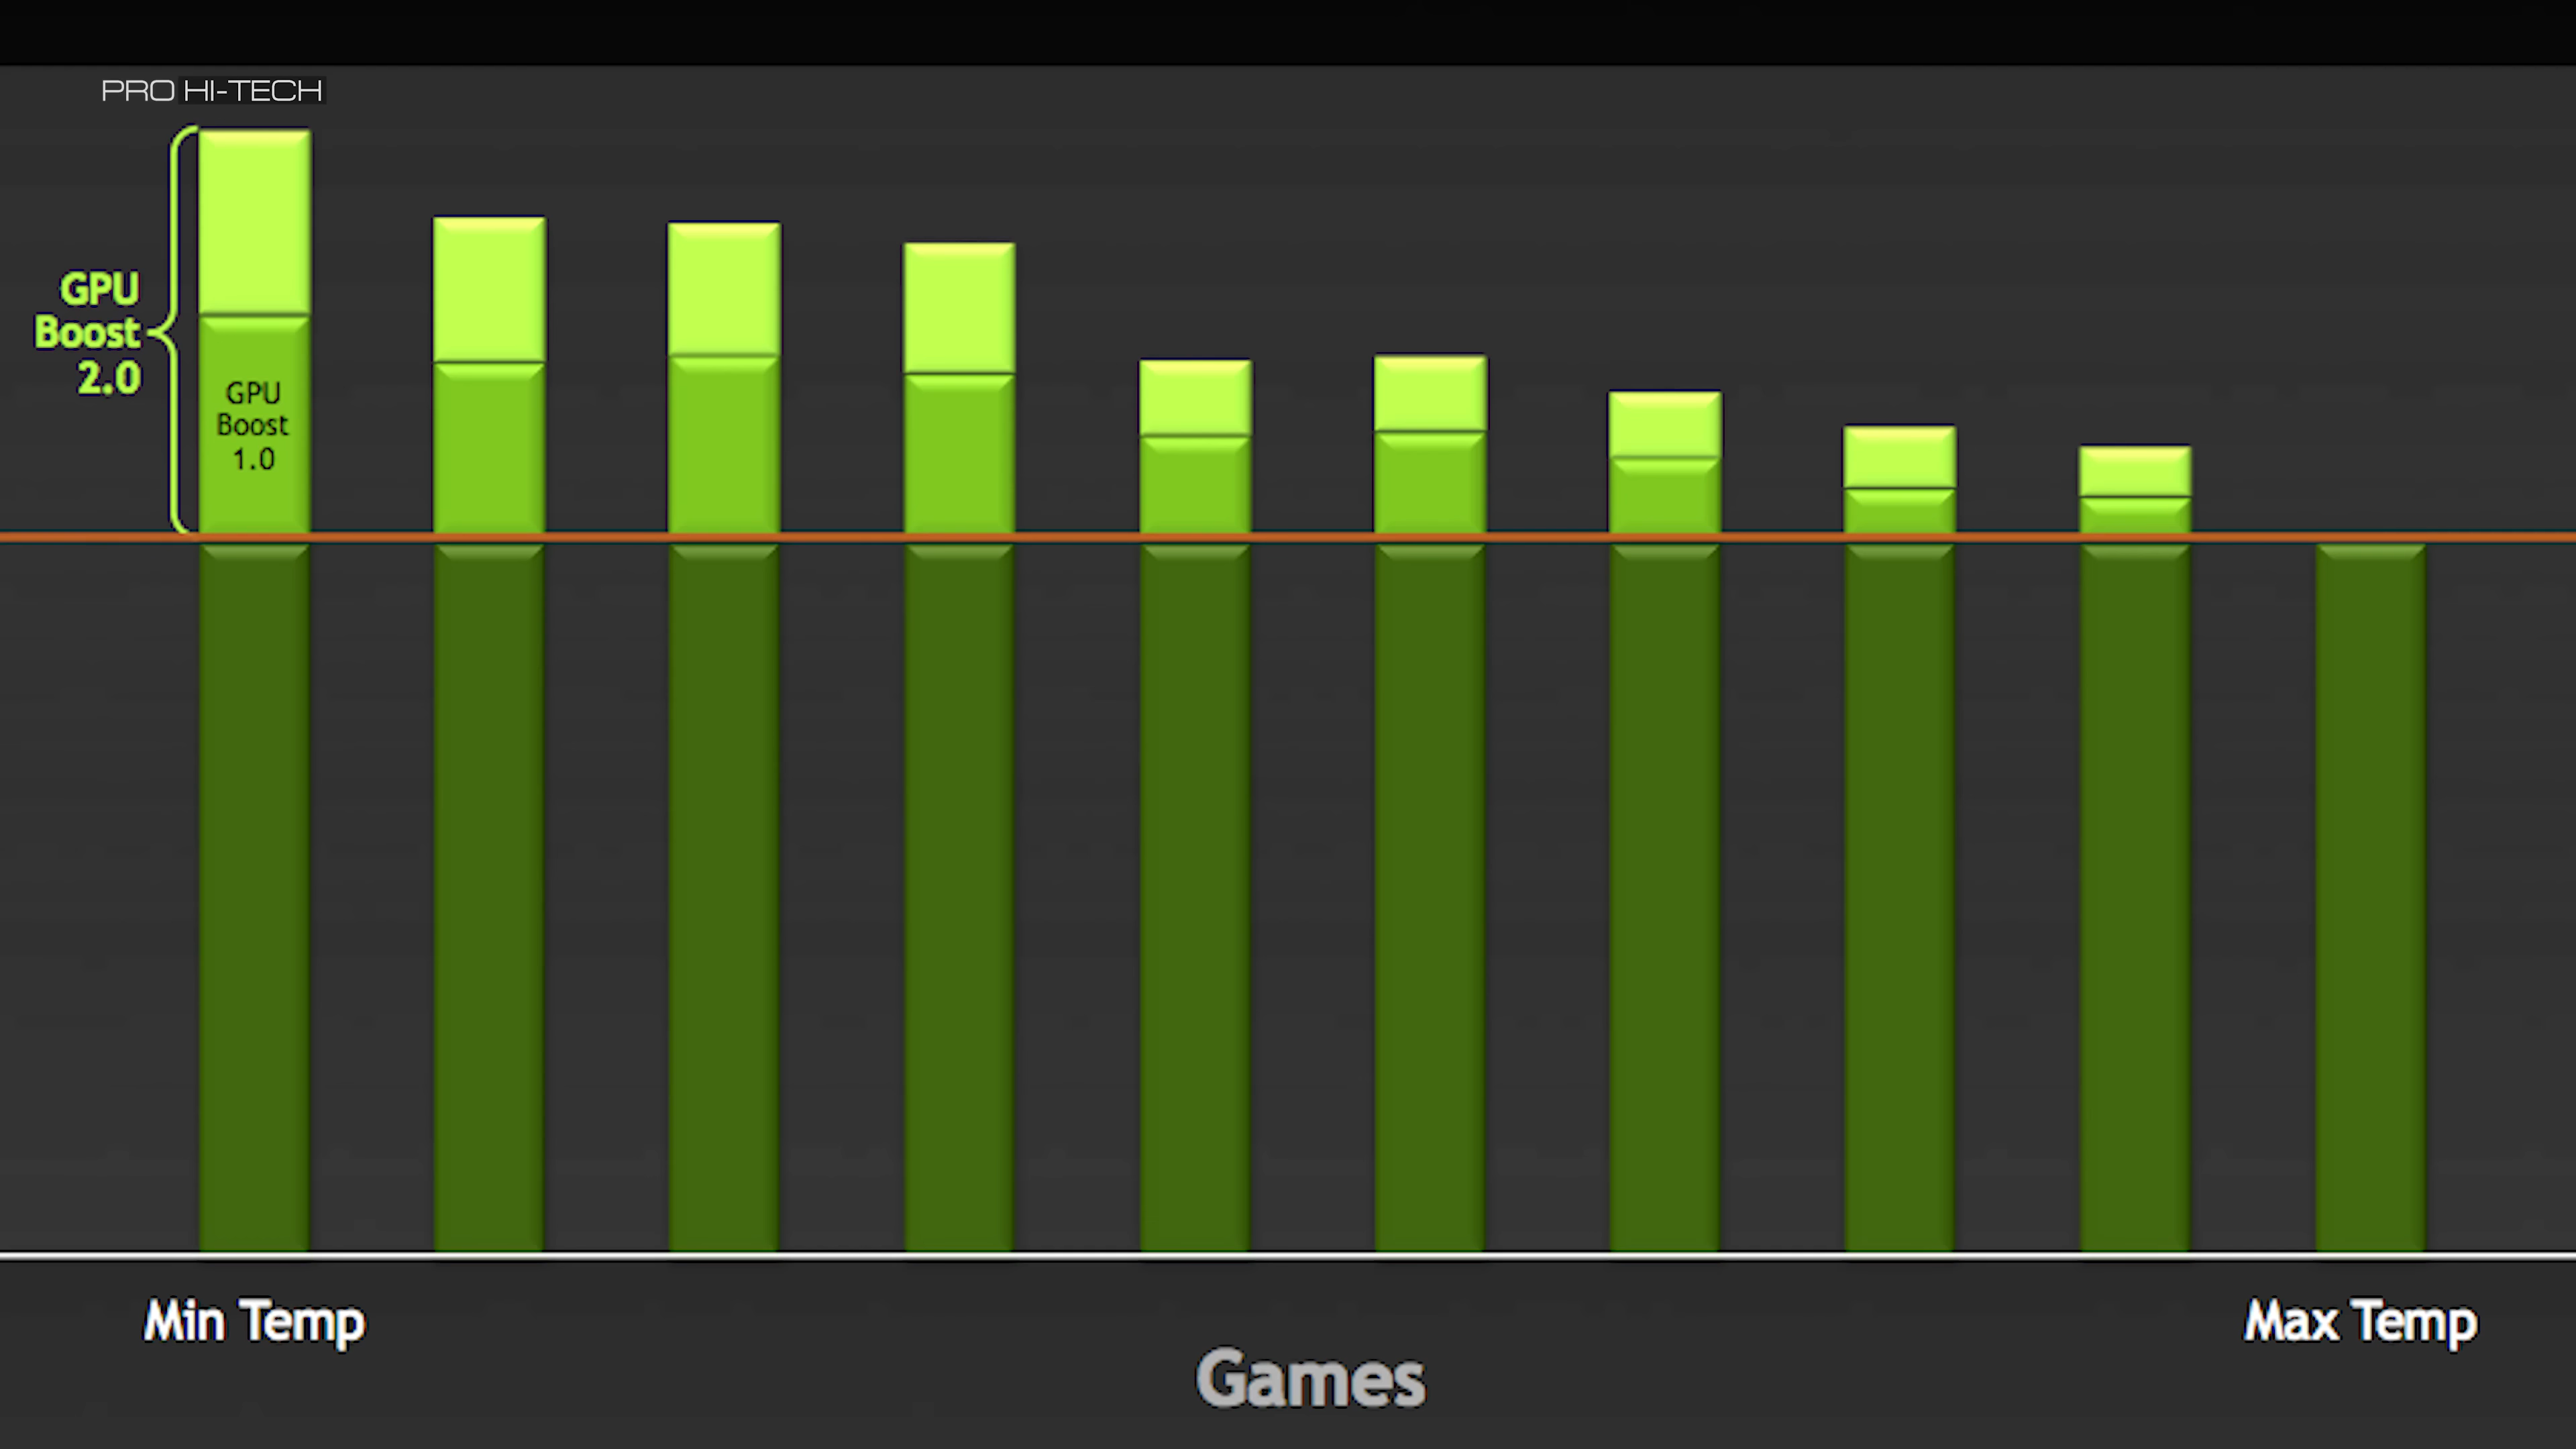 PRO HI-TECH
GPU
Boost
2.0
GPU
Boost
1.0
Min Temp
Max Temp
Games